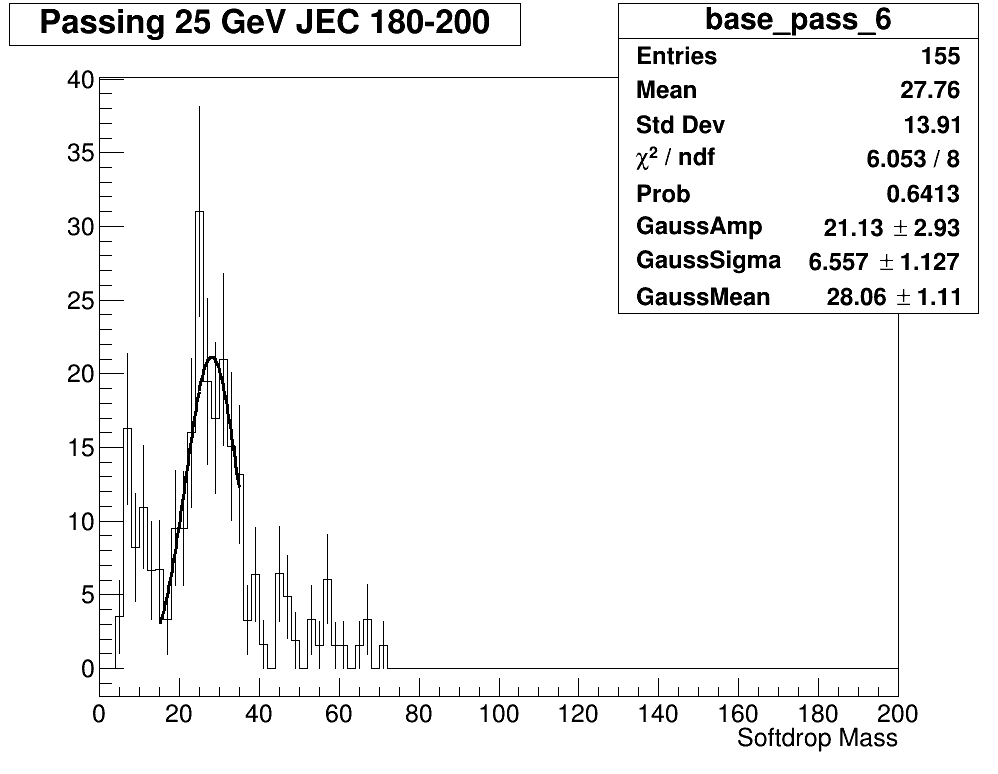 Passing 25 GeV JEC 180-200
base_pass_6
Entries 155
Mean 27.76
Std Dev 13.91
χ² / ndf 6.053 / 8
Prob 0.6413
GaussAmp 21.13 ± 2.93
GaussSigma 6.557 ± 1.127
GaussMean 28.06 ± 1.11
40
35
30
25
20
15
10
5
0
0 20 40 60 80 100 120 140 160 180 200
Softdrop Mass